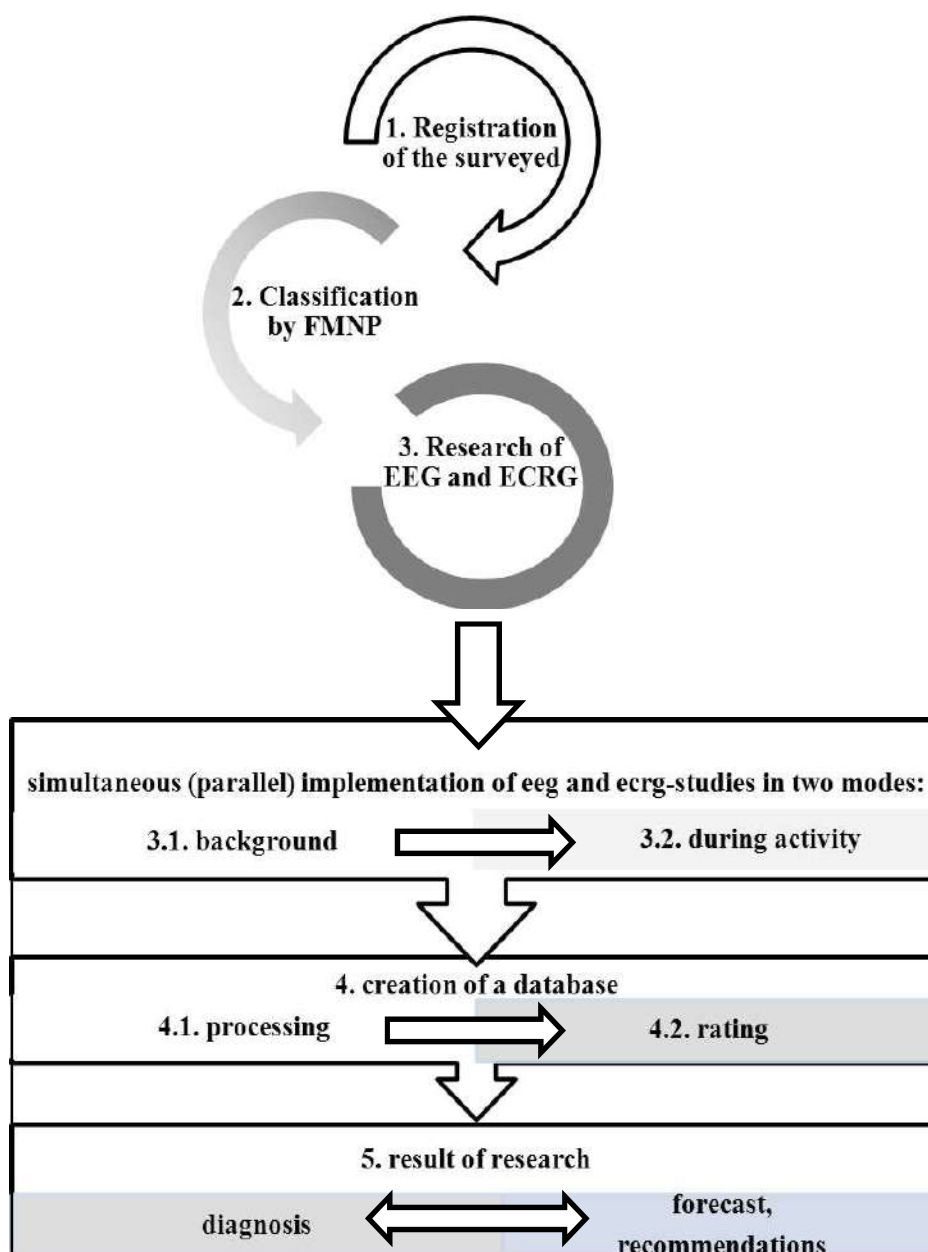 1. Registration
of the surveyed
2. Classification
by FMNP
3. Research of
EEG and ECRG
simultaneous (parallel) implementation of eeg and ecrg-studies in two modes:
3.1. background
3.2. during activity
4. creation of a database
4.1. processing
4.2. rating
5. result of research
diagnosis
forecast,
recommendations